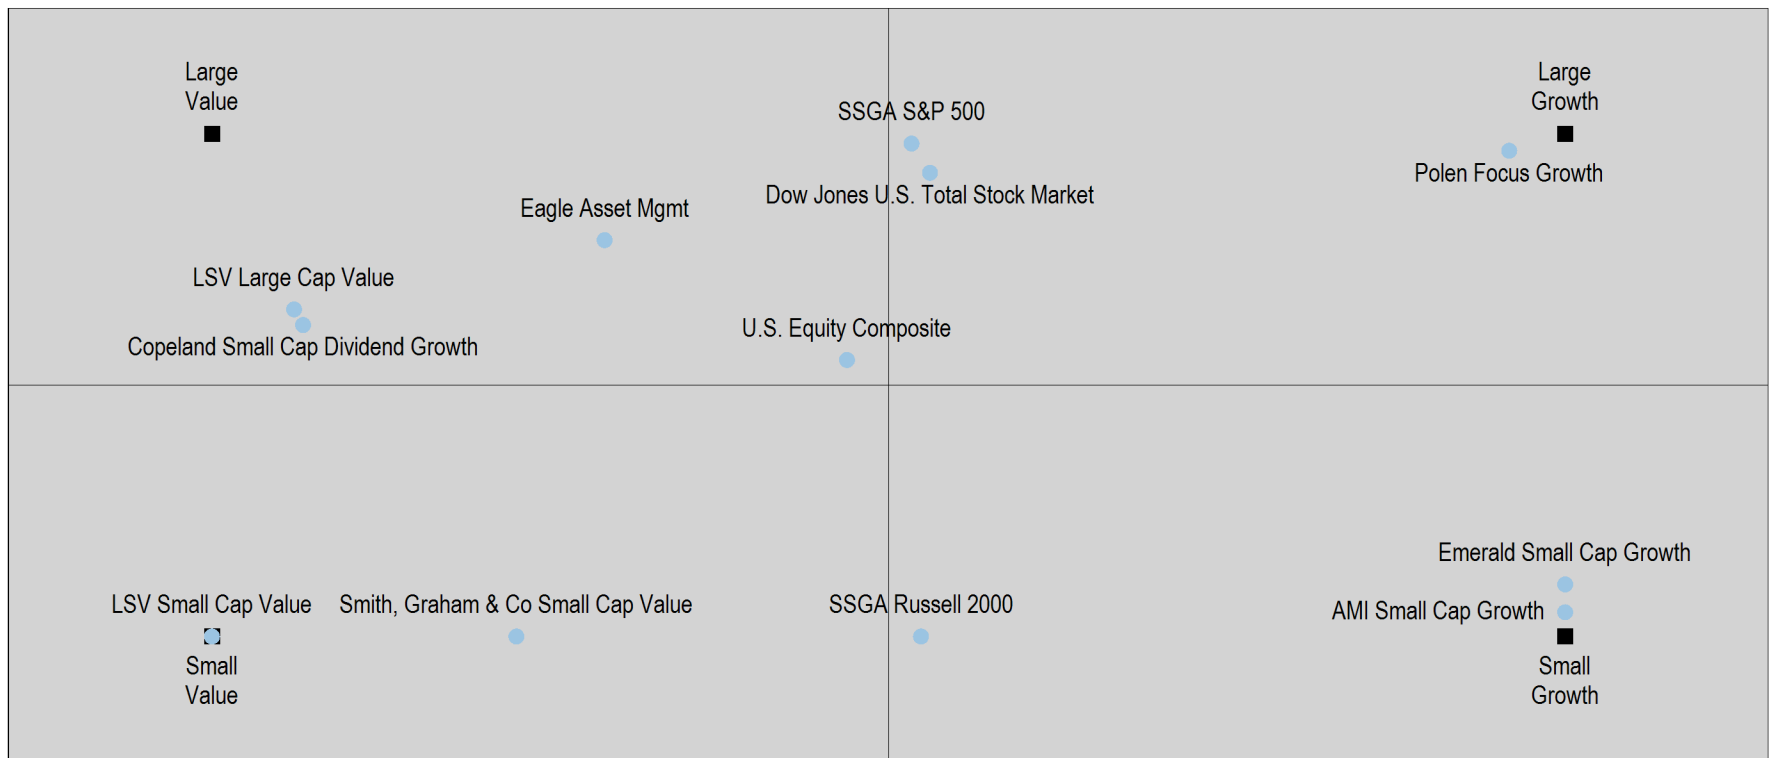 Large
Value
Large
Growth
SSGA S&P 500
Polen Focus Growth
Dow Jones U.S. Total Stock Market
Eagle Asset Mgmt
LSV Large Cap Value
U.S. Equity Composite
Copeland Small Cap Dividend Growth
Emerald Small Cap Growth
LSV Small Cap Value
Smith, Graham & Co Small Cap Value
SSGA Russell 2000
AMI Small Cap Growth
Small
Value
Small
Growth